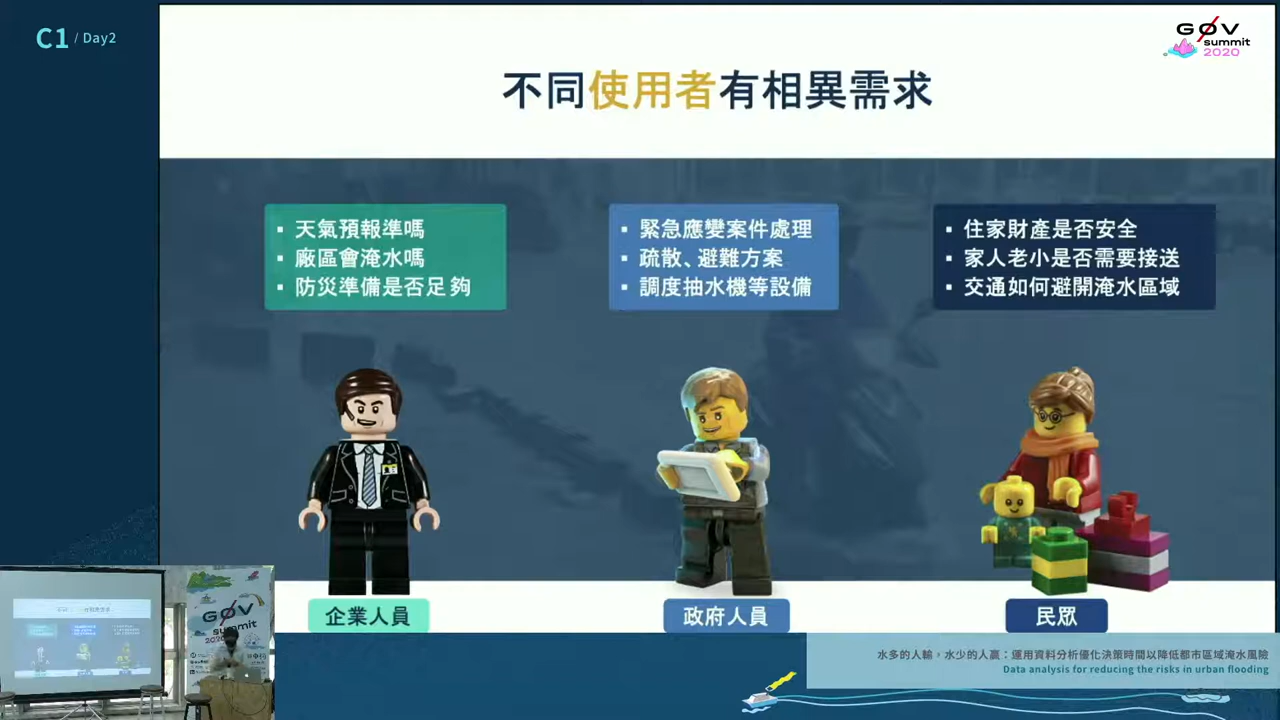 C1 / Day2
GØV
summit
2020
不同使用者有相異需求
▪ 天氣預報準嗎
▪ 廠區會淹水嗎
▪ 防災準備是否足夠
▪ 緊急應變案件處理
▪ 疏散、避難方案
▪ 調度抽水機等設備
▪ 住家財產是否安全
▪ 家人老小是否需要接送
▪ 交通如何避開淹水區域
企業人員
政府人員
民眾
GØV
summit
水多的人輸，水少的人贏：運用資料分析優化決策時間以降低都市區域淹水風險
Data analysis for reducing the risks in urban flooding